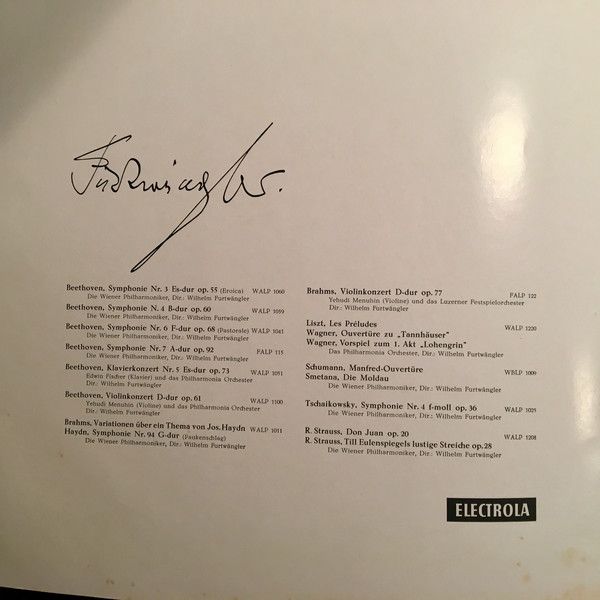 Furtwängler.
Beethoven, Symphonie Nr. 3 Es-dur op. 55 (Eroica) WALP 1060
Die Wiener Philharmoniker, Dir.: Wilhelm Furtwängler
Beethoven, Symphonie N. 4 B-dur op. 60 WALP 1059
Die Wiener Philharmoniker, Dir.: Wilhelm Furtwängler
Beethoven, Symphonie Nr. 6 F-dur op. 68 (Pastorale) WALP 1041
Die Wiener Philharmoniker, Dir.: Wilhelm Furtwängler
Beethoven, Symphonie Nr. 7 A-dur op. 92 FALP 115
Die Wiener Philharmoniker, Dir.: Wilhelm Furtwängler
Beethoven, Klavierkonzert Nr. 5 Es-dur op. 73 WALP 1051
Edwin Fischer (Klavier) und das Philharmonia Orchester
Dir.: Wilhelm Furtwängler
Beethoven, Violinkonzert D-dur op. 61 WALP 1100
Yehudi Menuhin (Violine) und das Philharmonia Orchester
Dir.: Wilhelm Furtwängler
Brahms, Variationen über ein Thema von Jos. Haydn WALP 1011
Haydn, Symphonie Nr. 94 G-dur (Paukenschlag)
Die Wiener Philharmoniker, Dir.: Wilhelm Furtwängler
Brahms, Violinkonzert D-dur op. 77 FALP 122
Yehudi Menuhin (Violine) und das Luzerner Festspielorchester
Dir.: Wilhelm Furtwängler
Liszt, Les Préludes WALP 1220
Wagner, Ouvertüre zu „Tannhäuser"
Wagner, Vorspiel zum 1. Akt „Lohengrin"
Das Philharmonia Orchester, Dir.: Wilhelm Furtwängler
Schumann, Manfred-Ouvertüre WBLP 1009
Smetana, Die Moldau
Die Wiener Philharmoniker, Dir.: Wilhelm Furtwängler
Tschaikowsky, Symphonie Nr. 4 f-moll op. 36 WALP 1025
Die Wiener Philharmoniker, Dir.: Wilhelm Furtwängler
R. Strauss, Don Juan op. 20 WALP 1208
R. Strauss, Till Eulenspiegels lustige Streiche op. 28
Die Wiener Philharmoniker, Dir.: Wilhelm Furtwängler
ELECTROLA